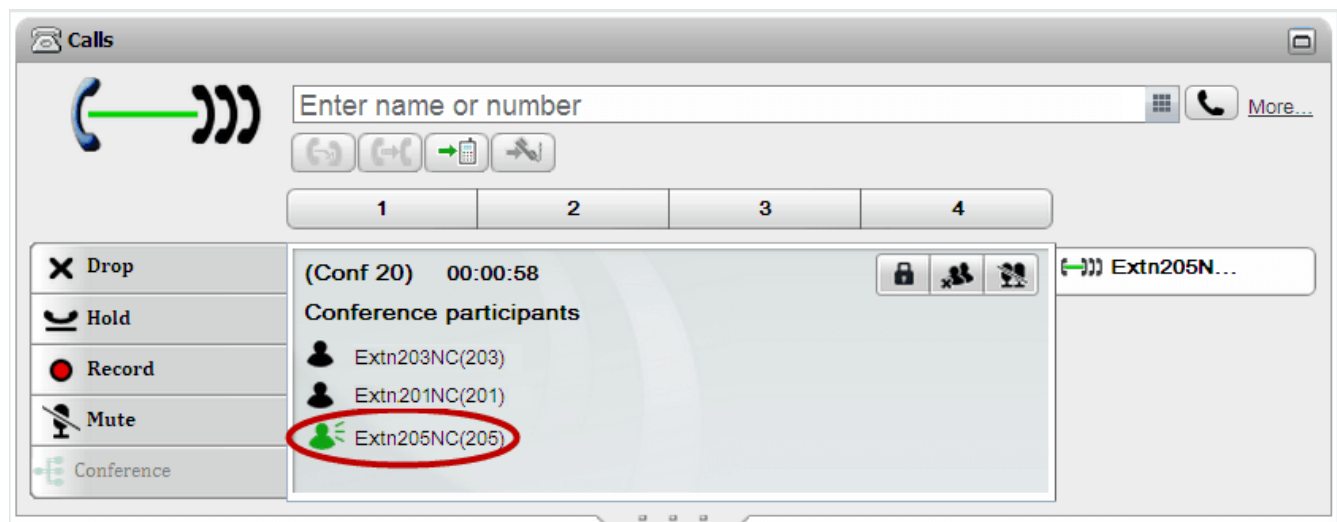 Calls
Enter name or number
More...
1 2 3 4
Drop
Hold
Record
Mute
Conference
(Conf 20) 00:00:58
Conference participants
Extn203NC(203)
Extn201NC(201)
Extn205NC(205)
Extn205N...